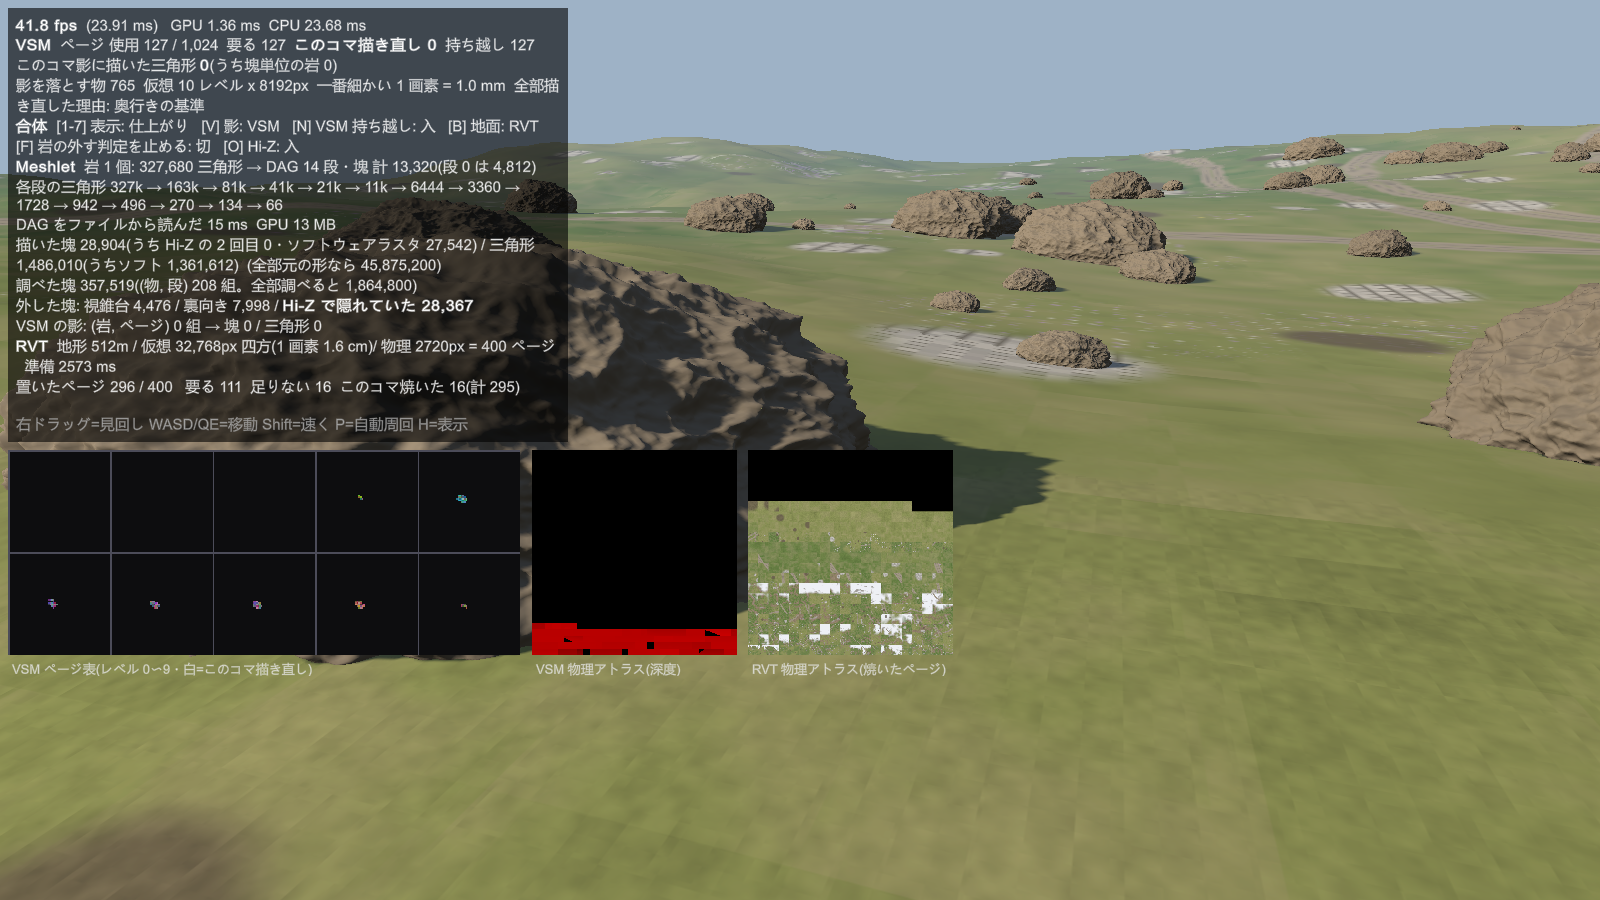 41.8 fps (23.91 ms) GPU 1.36 ms CPU 23.68 ms
VSM ページ 使用 127 / 1,024 要る 127 このコマ描き直し 0 持ち越し 127
このコマ影に描いた三角形 0(うち塊単位の岩 0)
影を落とす物 765 仮想 10 レベル x 8192px 一番細かい 1 画素 = 1.0 mm 全部描
き直した理由: 奥行きの基準
合体 [1-7] 表示: 仕上がり [V] 影: VSM [N] VSM 持ち越し: 入 [B] 地面: RVT
[F] 岩の外す判定を止める: 切 [O] Hi-Z: 入
Meshlet 岩 1 個: 327,680 三角形 → DAG 14 段・塊 計 13,320(段 0 は 4,812)
各段の三角形 327k → 163k → 81k → 41k → 21k → 11k → 6444 → 3360 →
1728 → 942 → 496 → 270 → 134 → 66
DAG をファイルから読んだ 15 ms GPU 13 MB
描いた塊 28,904(うち Hi-Z の 2 回目 0・ソフトウェアラスタ 27,542) / 三角形
1,486,010(うちソフト 1,361,612) (全部元の形なら 45,875,200)
調べた塊 357,519((物, 段) 208 組。全部調べると 1,864,800)
外した塊: 視錐台 4,476 / 裏向き 7,998 / Hi-Z で隠れていた 28,367
VSM の影: (岩, ページ) 0 組 → 塊 0 / 三角形 0
RVT 地形 512m / 仮想 32,768px 四方(1 画素 1.6 cm)/ 物理 2720px = 400 ページ
準備 2573 ms
置いたページ 296 / 400 要る 111 足りない 16 このコマ焼いた 16(計 295)
右ドラッグ=見回し WASD/QE=移動 Shift=速く P=自動周回 H=表示
VSM ページ表(レベル 0〜9・白=このコマ描き直し)
VSM 物理アトラス(深度)
RVT 物理アトラス(焼いたページ)